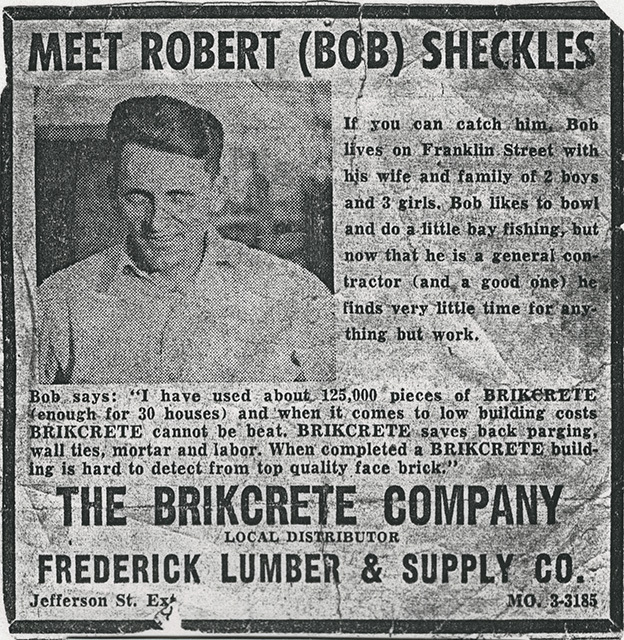 MEET ROBERT (BOB) SHECKLES
If you can catch him, Bob
lives on Franklin Street with
his wife and family of 2 boys
and 3 girls. Bob likes to bowl
and do a little bay fishing, but
now that he is a general con-
tractor (and a good one) he
finds very little time for any-
thing but work.
Bob says: "I have used about 125,000 pieces of BRIKCRETE
(enough for 30 houses) and when it comes to low building costs
BRIKCRETE cannot be beat. BRIKCRETE saves back parging,
wall ties, mortar and labor. When completed a BRIKCRETE build-
ing is hard to detect from top quality face brick."
THE BRIKCRETE COMPANY
LOCAL DISTRIBUTOR
FREDERICK LUMBER & SUPPLY CO.
Jefferson St. Ext
MO. 3-3185